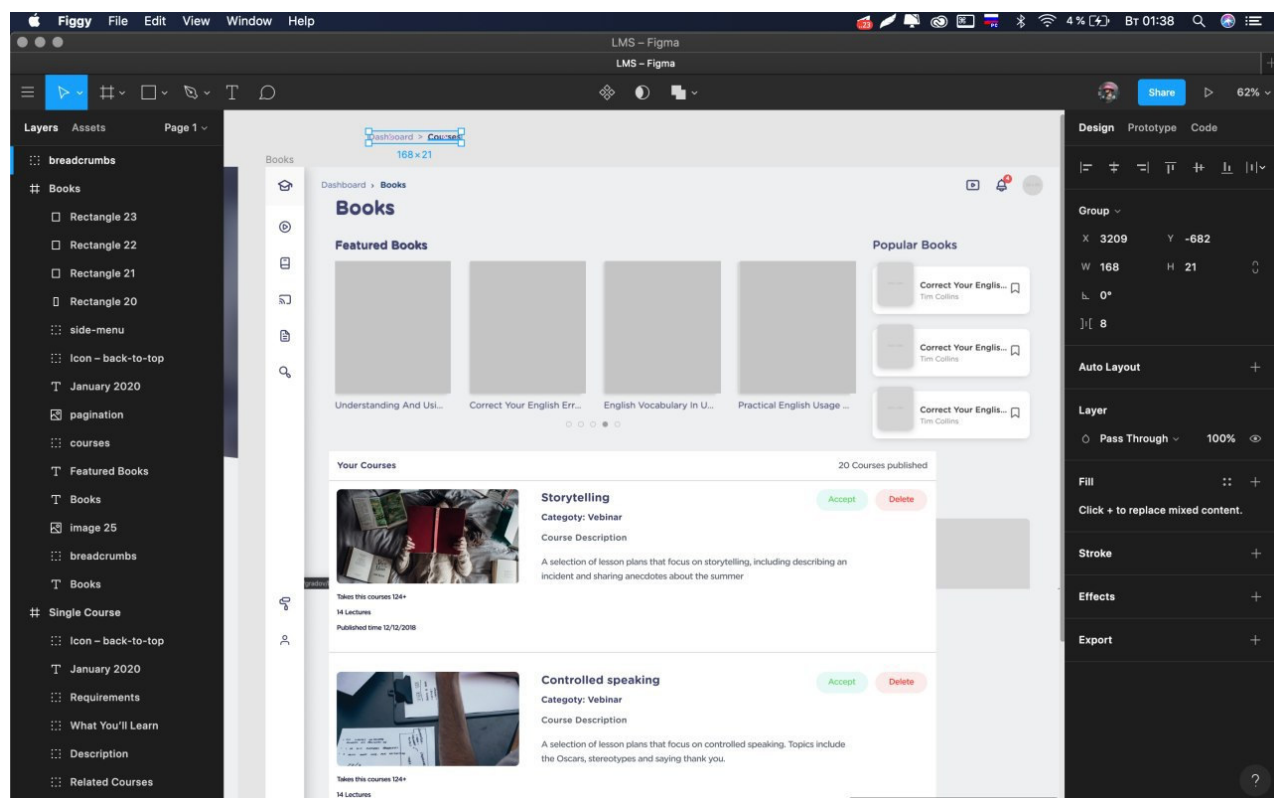 Figgy File Edit View Window Help
4 % Вт 01:38
LMS – Figma
LMS – Figma
Share 62%
Layers Assets Page 1
breadcrumbs
Books
Rectangle 23
Rectangle 22
Rectangle 21
Rectangle 20
side-menu
Icon – back-to-top
January 2020
pagination
courses
Featured Books
Books
image 25
breadcrumbs
Books
Single Course
Icon – back-to-top
January 2020
Requirements
What You'll Learn
Description
Related Courses
Dashboard > Courses
168 × 21
Books
Dashboard > Books
Books
Featured Books
Understanding And Usi...
Correct Your English Err...
English Vocabulary In U...
Practical English Usage ...
Popular Books
Correct Your Englis...
Tim Collins
Correct Your Englis...
Tim Collins
Correct Your Englis...
Tim Collins
Your Courses 20 Courses published
Storytelling Accept Delete
Categoty: Vebinar
Course Description
A selection of lesson plans that focus on storytelling, including describing an
incident and sharing anecdotes about the summer
Takes this courses 124+
14 Lectures
Published time 12/12/2018
Controlled speaking Accept Delete
Categoty: Vebinar
Course Description
A selection of lesson plans that focus on controlled speaking. Topics include
the Oscars, stereotypes and saying thank you.
Takes this courses 124+
14 Lectures
Design Prototype Code
Group
X 3209 Y -682
W 168 H 21
0°
8
Auto Layout
Layer
Pass Through 100%
Fill
Click + to replace mixed content.
Stroke
Effects
Export
?